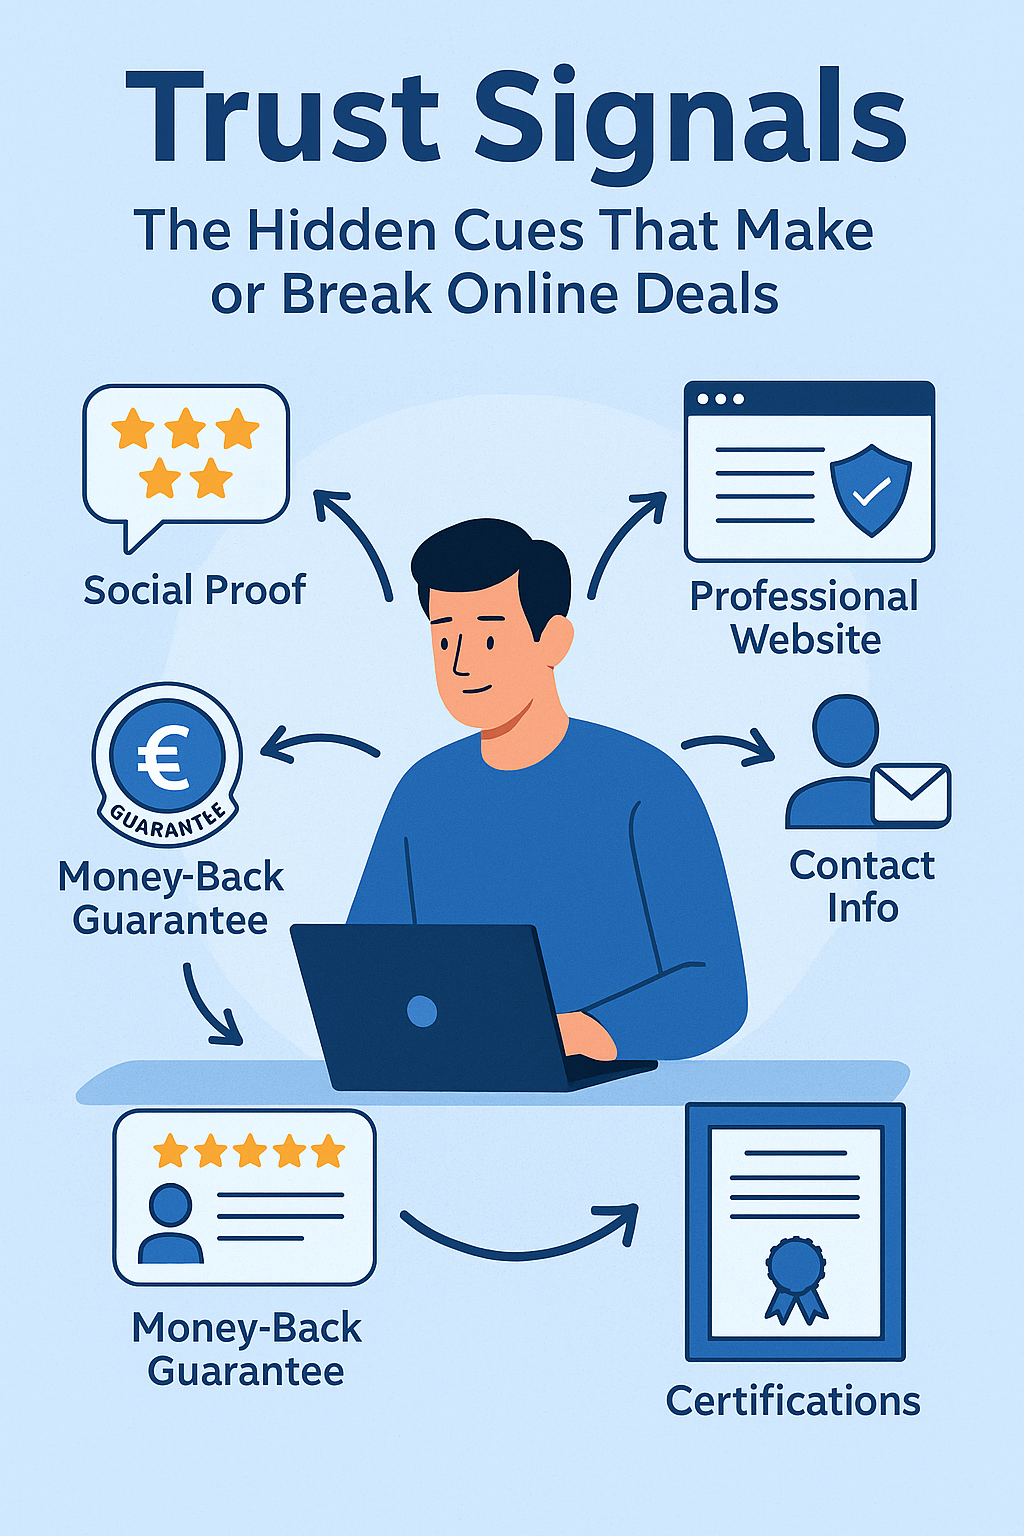 Trust Signals
The Hidden Cues That Make
or Break Online Deals
Social Proof
Professional
Website
€
GUARANTEE
Money-Back
Guarantee
Contact
Info
Money-Back
Guarantee
Certifications